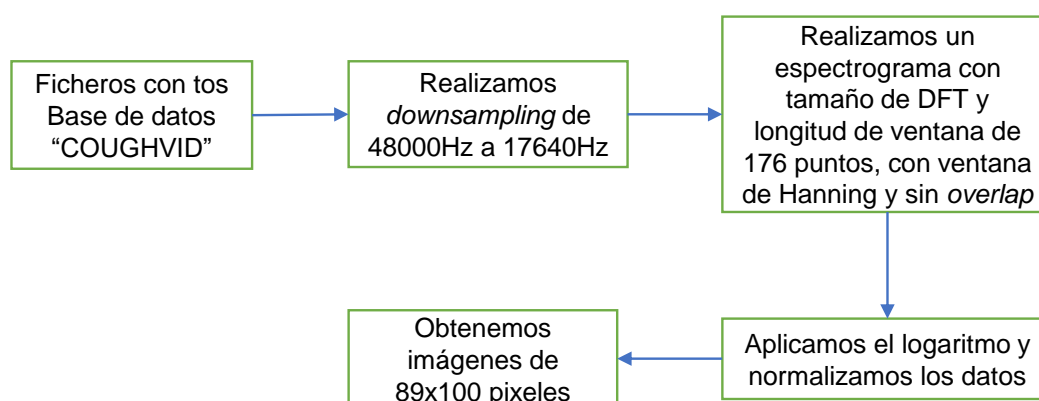 Ficheros con tos
Base de datos
“COUGHVID”
Realizamos
downsampling de
48000Hz a 17640Hz
Realizamos un
espectrograma con
tamaño de DFT y
longitud de ventana de
176 puntos, con ventana
de Hanning y sin overlap
Aplicamos el logaritmo y
normalizamos los datos
Obtenemos
imágenes de
89x100 pixeles